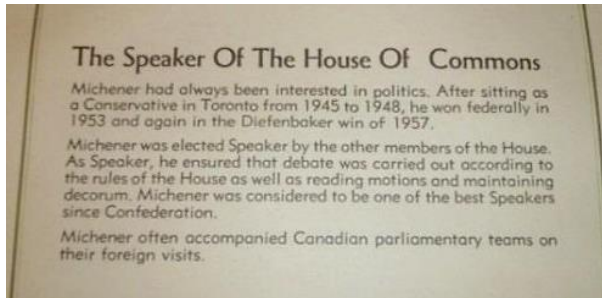 The Speaker Of The House Of Commons
Michener had always been interested in politics. After sitting as
a Conservative in Toronto from 1945 to 1948, he won federally in
1953 and again in the Diefenbaker win of 1957.
Michener was elected Speaker by the other members of the House.
As Speaker, he ensured that debate was carried out according to
the rules of the House as well as reading motions and maintaining
decorum. Michener was considered to be one of the best Speakers
since Confederation.
Michener often accompanied Canadian parliamentary teams on
their foreign visits.